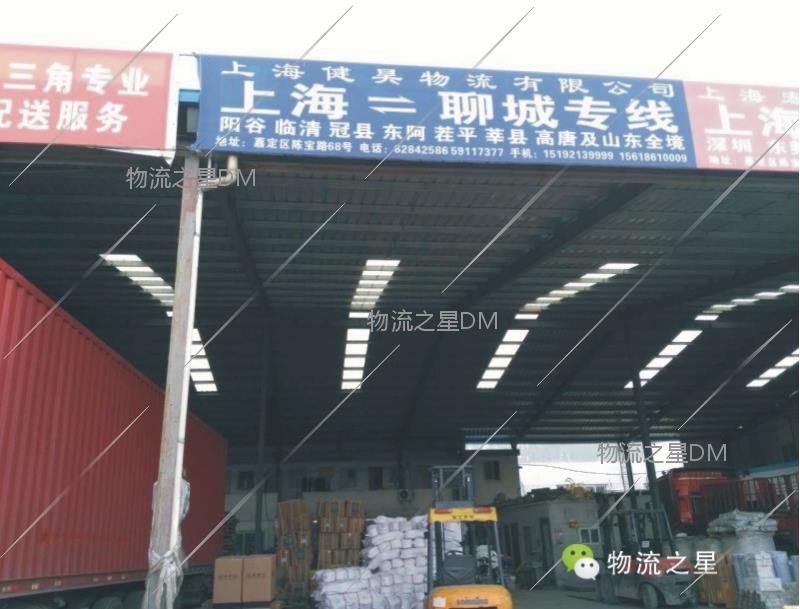 三角专业
配送服务
上海健昊物流有限公司
上海⇌聊城专线
阳谷 临清 冠县 东阿 茬平 莘县 高唐及山东全境
地址：嘉定区陈宝路68号 电话：62842586 59117377 手机：15192139999 15618610009
上海
上海
深圳
物流之星DM
物流之星DM
物流之星DM
物流之星